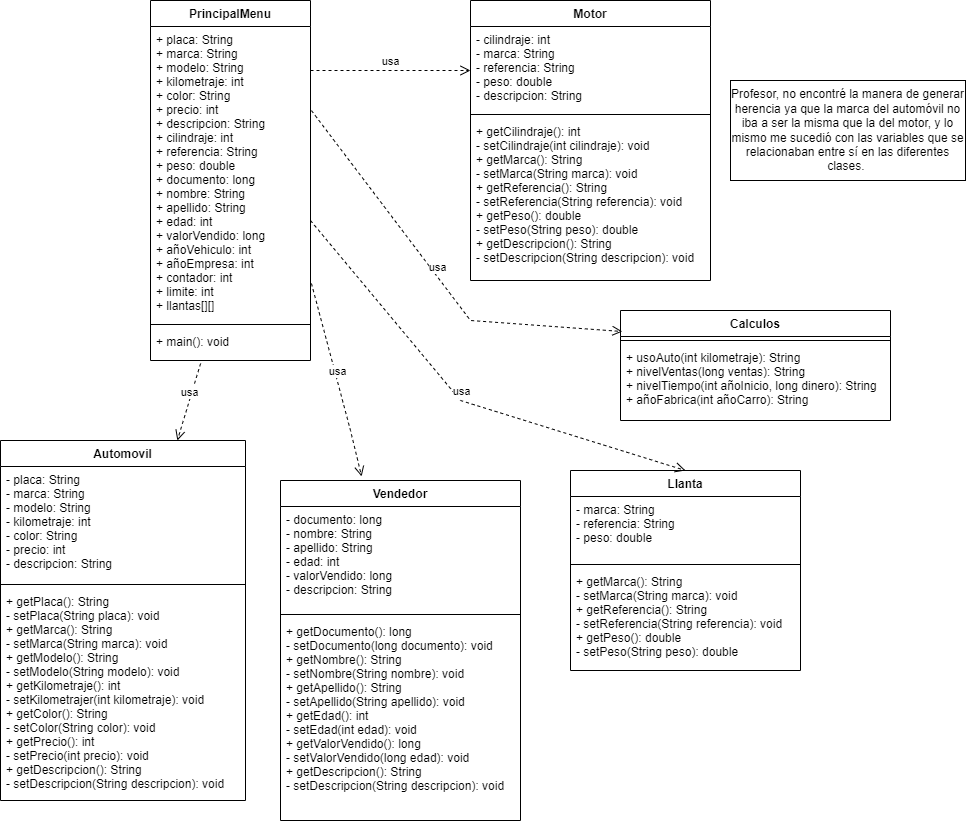 PrincipalMenu
+ placa: String
+ marca: String
+ modelo: String
+ kilometraje: int
+ color: String
+ precio: int
+ descripcion: String
+ cilindraje: int
+ referencia: String
+ peso: double
+ documento: long
+ nombre: String
+ apellido: String
+ edad: int
+ valorVendido: long
+ añoVehiculo: int
+ añoEmpresa: int
+ contador: int
+ limite: int
+ llantas[][]
+ main(): void
usa
Motor
- cilindraje: int
- marca: String
- referencia: String
- peso: double
- descripcion: String
+ getCilindraje(): int
- setCilindraje(int cilindraje): void
+ getMarca(): String
- setMarca(String marca): void
+ getReferencia(): String
- setReferencia(String referencia): void
+ getPeso(): double
- setPeso(String peso): double
+ getDescripcion(): String
- setDescripcion(String descripcion): void
Profesor, no encontré la manera de generar
herencia ya que la marca del automóvil no
iba a ser la misma que la del motor, y lo
mismo me sucedió con las variables que se
relacionaban entre sí en las diferentes
clases.
usa
Calculos
+ usoAuto(int kilometraje): String
+ nivelVentas(long ventas): String
+ nivelTiempo(int añoInicio, long dinero): String
+ añoFabrica(int añoCarro): String
usa
usa
usa
Automovil
- placa: String
- marca: String
- modelo: String
- kilometraje: int
- color: String
- precio: int
- descripcion: String
+ getPlaca(): String
- setPlaca(String placa): void
+ getMarca(): String
- setMarca(String marca): void
+ getModelo(): String
- setModelo(String modelo): void
+ getKilometraje(): int
- setKilometrajer(int kilometraje): void
+ getColor(): String
- setColor(String color): void
+ getPrecio(): int
- setPrecio(int precio): void
+ getDescripcion(): String
- setDescripcion(String descripcion): void
Vendedor
- documento: long
- nombre: String
- apellido: String
- edad: int
- valorVendido: long
- descripcion: String
+ getDocumento(): long
- setDocumento(long documento): void
+ getNombre(): String
- setNombre(String nombre): void
+ getApellido(): String
- setApellido(String apellido): void
+ getEdad(): int
- setEdad(int edad): void
+ getValorVendido(): long
- setValorVendido(long edad): void
+ getDescripcion(): String
- setDescripcion(String descripcion): void
Llanta
- marca: String
- referencia: String
- peso: double
+ getMarca(): String
- setMarca(String marca): void
+ getReferencia(): String
- setReferencia(String referencia): void
+ getPeso(): double
- setPeso(String peso): double